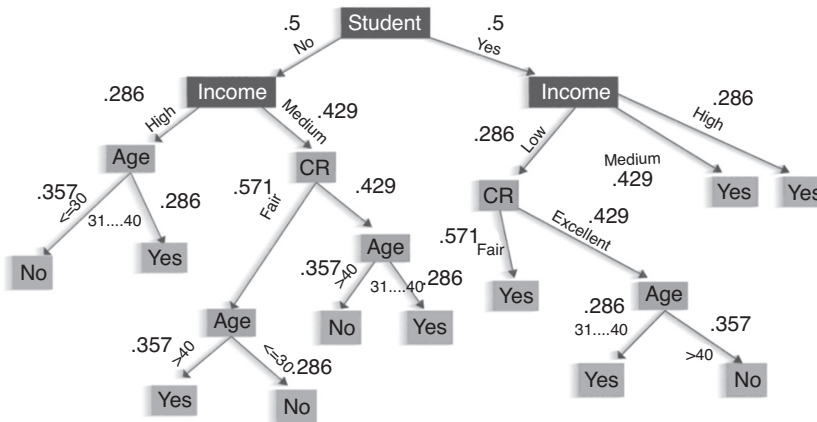 .5 Student .5
No Yes
Income Income
.286 .429 .286 .286
High Medium Low High
Medium
.429
Age CR CR Yes Yes
.357 .286 .571 .429 .571 .429
<=30 31....40 Fair Fair Excellent
No Yes Age Yes Age
.357 .286 .286 .357
>40 31....40 31....40 >40
Age No Yes Yes No
.357 .286
>40 <=30
Yes No